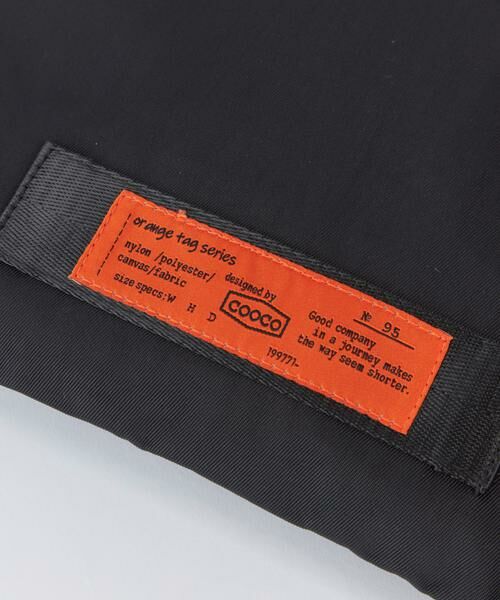 orange tag series
nylon /polyester/
canvas/fabric
size specs:W H D
designed by
COOCO
199771-
№ 95
Good company
in a journey makes
the way seem shorter.